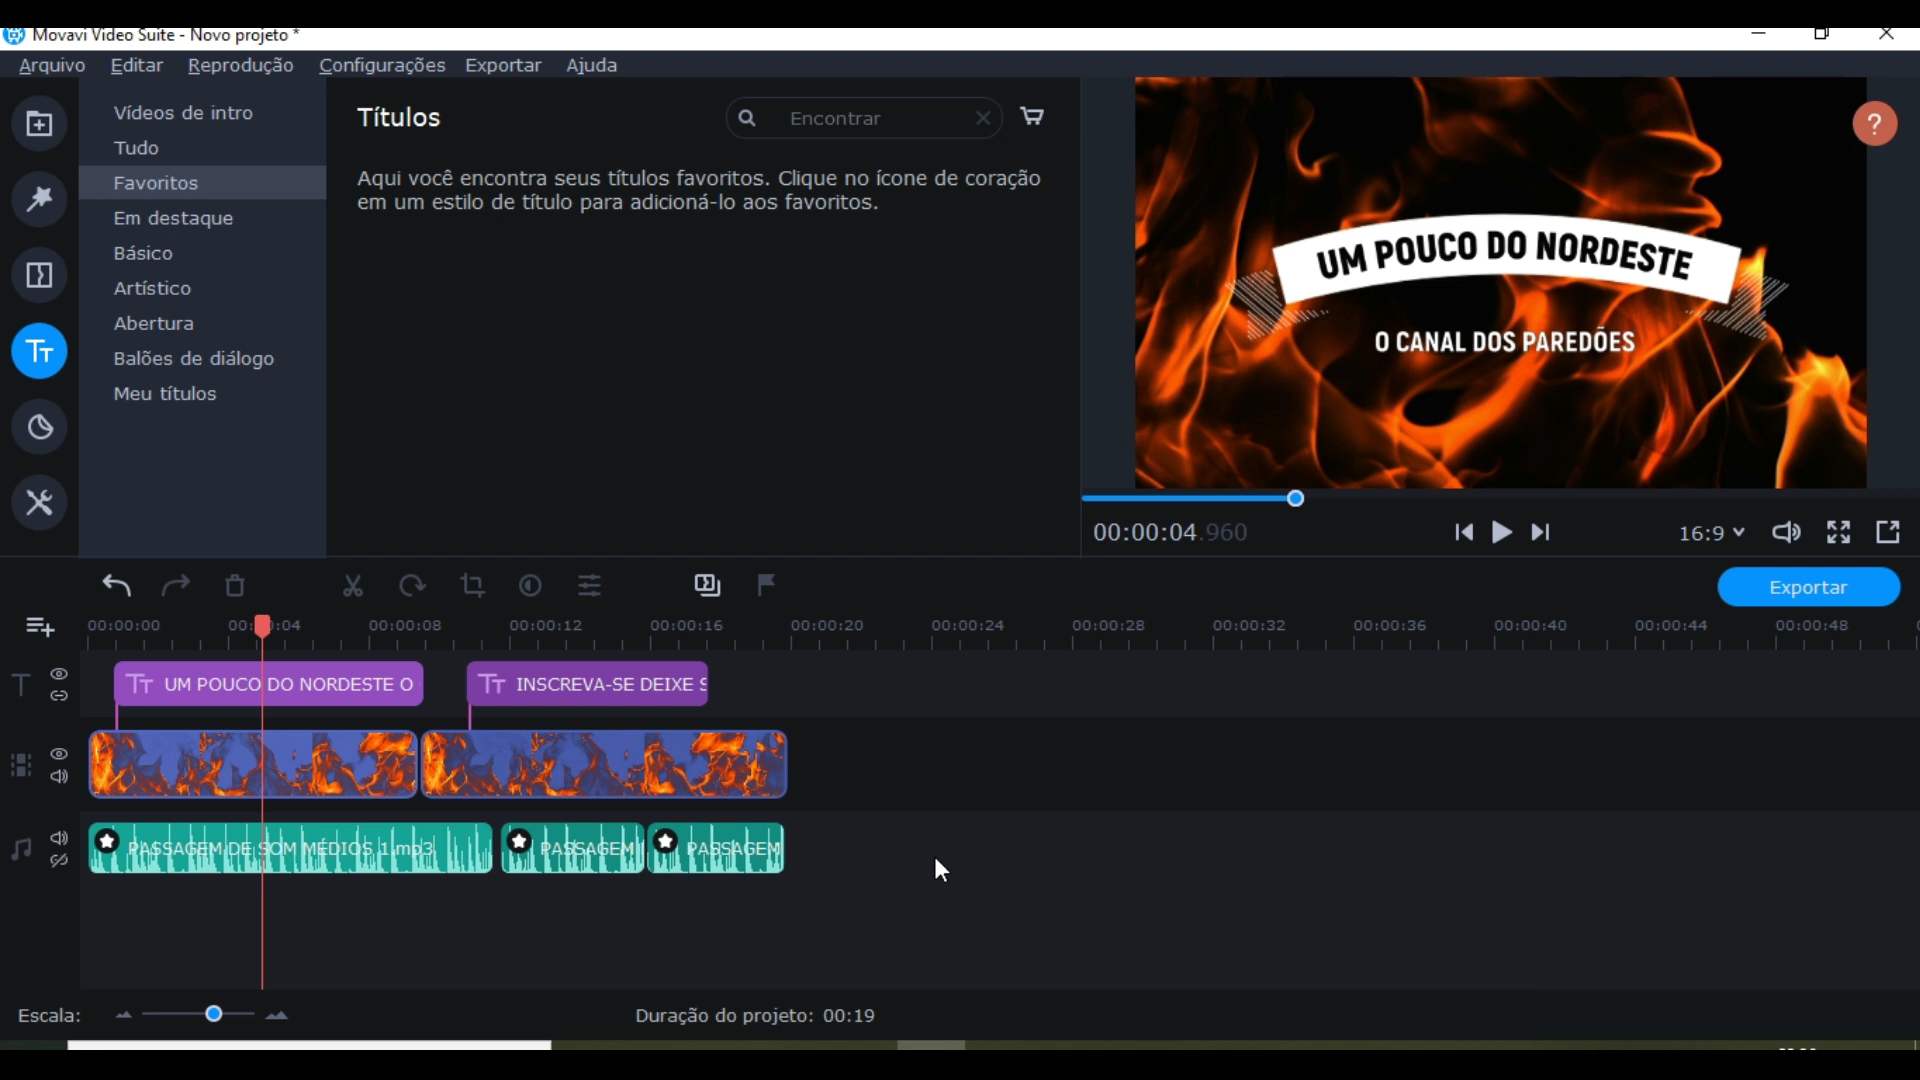 Movavi Video Suite - Novo projeto *
Arquivo Editar Reprodução Configurações Exportar Ajuda
Vídeos de intro
Tudo
Favoritos
Em destaque
Básico
Artístico
Abertura
Balões de diálogo
Meu títulos
Títulos
Encontrar
Aqui você encontra seus títulos favoritos. Clique no ícone de coração
em um estilo de título para adicioná-lo aos favoritos.
?
UM POUCO DO NORDESTE
O CANAL DOS PAREDÕES
00:00:04.960
16:9
Exportar
00:00:00 00:00:04 00:00:08 00:00:12 00:00:16 00:00:20 00:00:24 00:00:28 00:00:32 00:00:36 00:00:40 00:00:44 00:00:48
UM POUCO DO NORDESTE O
INSCREVA-SE DEIXE S
PASSAGEM DE SOM MÉDIOS 1.mp3
PASSAGEM
PASSAGEM
Escala:
Duração do projeto: 00:19